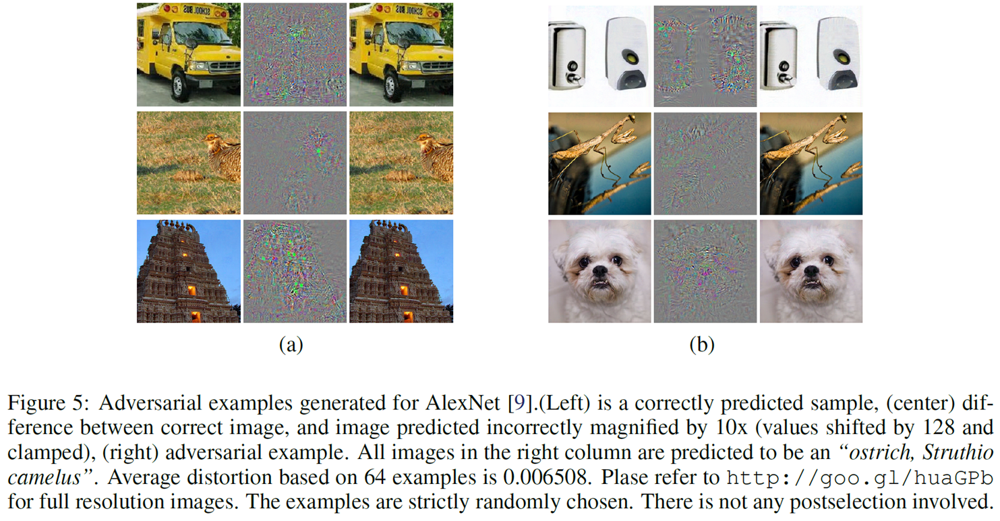 SCHOOL BUS
SCHOOL BUS
(a)
(b)
Figure 5: Adversarial examples generated for AlexNet [9].(Left) is a correctly predicted sample, (center) dif-
ference between correct image, and image predicted incorrectly magnified by 10x (values shifted by 128 and
clamped), (right) adversarial example. All images in the right column are predicted to be an “ostrich, Struthio
camelus”. Average distortion based on 64 examples is 0.006508. Plase refer to http://goo.gl/huaGPb
for full resolution images. The examples are strictly randomly chosen. There is not any postselection involved.